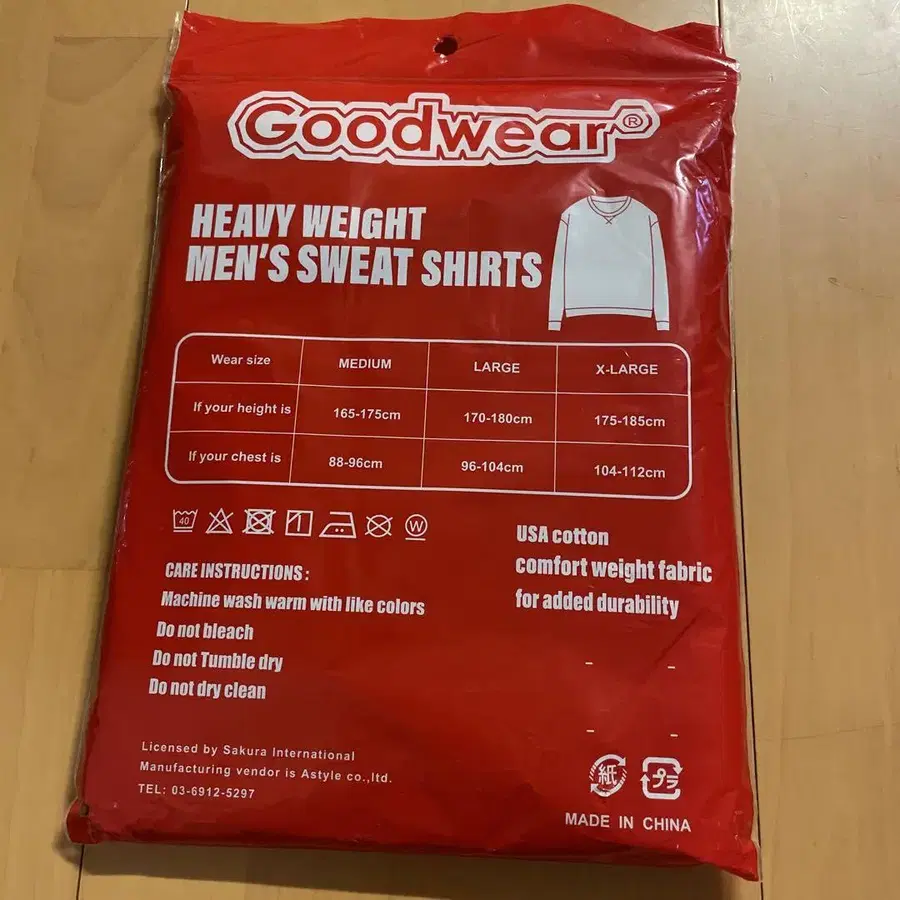 Goodwear®
HEAVY WEIGHT
MEN'S SWEAT SHIRTS
Wear size MEDIUM LARGE X-LARGE
If your height is 165-175cm 170-180cm 175-185cm
If your chest is 88-96cm 96-104cm 104-112cm
40
W
USA cotton
comfort weight fabric
for added durability
CARE INSTRUCTIONS :
Machine wash warm with like colors
Do not bleach
Do not Tumble dry
Do not dry clean
Licensed by Sakura International
Manufacturing vendor is Astyle co.,ltd.
TEL: 03-6912-5297
紙 プラ
MADE IN CHINA